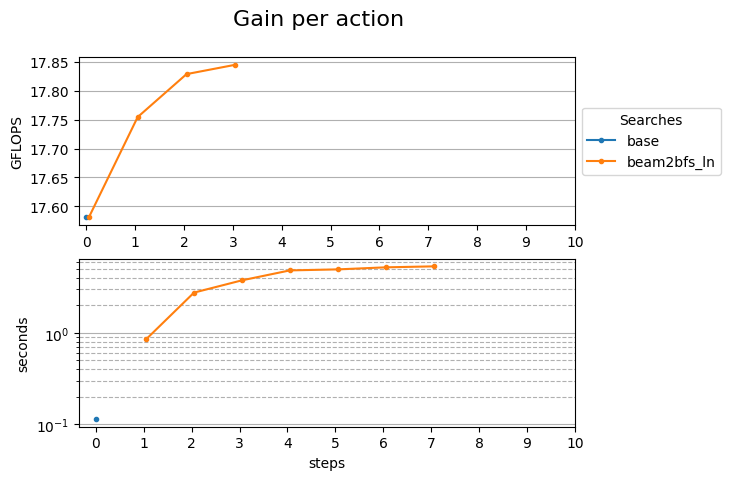 Gain per action
GFLOPS
17.85
17.80
17.75
17.70
17.65
17.60
0 1 2 3 4 5 6 7 8 9 10
Searches
base
beam2bfs_ln
seconds
10⁰
10⁻¹
0 1 2 3 4 5 6 7 8 9 10
steps